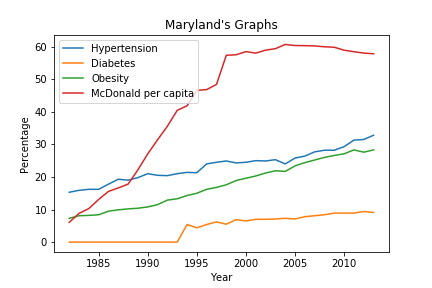 Maryland's Graphs
Hypertension
Diabetes
Obesity
McDonald per capita
Percentage
60
50
40
30
20
10
0
1985 1990 1995 2000 2005 2010
Year